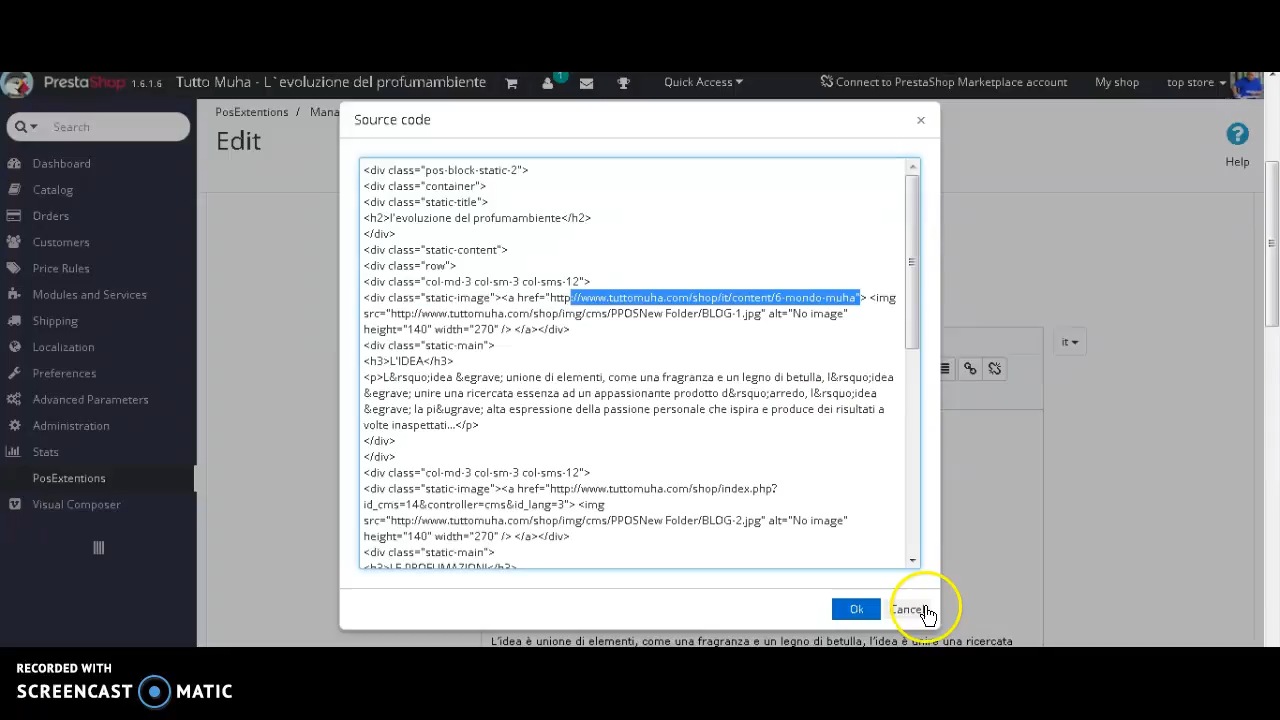 PrestaShop 1.6.1.6 Tutto Muha - L`evoluzione del profumambiente 1 Quick Access Connect to PrestaShop Marketplace account My shop top store
Search
Dashboard
Catalog
Orders
Customers
Price Rules
Modules and Services
Shipping
Localization
Preferences
Advanced Parameters
Administration
Stats
PosExtentions
Visual Composer
PosExtentions / Mana
Edit
Help
it
Source code ×
<div class="pos-block-static-2">
<div class="container">
<div class="static-title">
<h2>l'evoluzione del profumambiente</h2>
</div>
<div class="static-content">
<div class="row">
<div class="col-md-3 col-sm-3 col-sms-12">
<div class="static-image"><a href="http://www.tuttomuha.com/shop/it/content/6-mondo-muha"> <img
src="http://www.tuttomuha.com/shop/img/cms/PPOSNew Folder/BLOG-1.jpg" alt="No image"
height="140" width="270" /> </a></div>
<div class="static-main">
<h3>L'IDEA</h3>
<p>L&rsquo;idea &egrave; unione di elementi, come una fragranza e un legno di betulla, l&rsquo;idea
&egrave; unire una ricercata essenza ad un appassionante prodotto d&rsquo;arredo, l&rsquo;idea
&egrave; la pi&ugrave; alta espressione della passione personale che ispira e produce dei risultati a
volte inaspettati...</p>
</div>
</div>
<div class="col-md-3 col-sm-3 col-sms-12">
<div class="static-image"><a href="http://www.tuttomuha.com/shop/index.php?
id_cms=14&controller=cms&id_lang=3"> <img
src="http://www.tuttomuha.com/shop/img/cms/PPOSNew Folder/BLOG-2.jpg" alt="No image"
height="140" width="270" /> </a></div>
<div class="static-main">
<h3>LE PROFUMAZIONI</h3>
Ok Cancel
L'idea è unione di elementi, come una fragranza e un legno di betulla, l'idea è unire una ricercata
RECORDED WITH
SCREENCAST MATIC